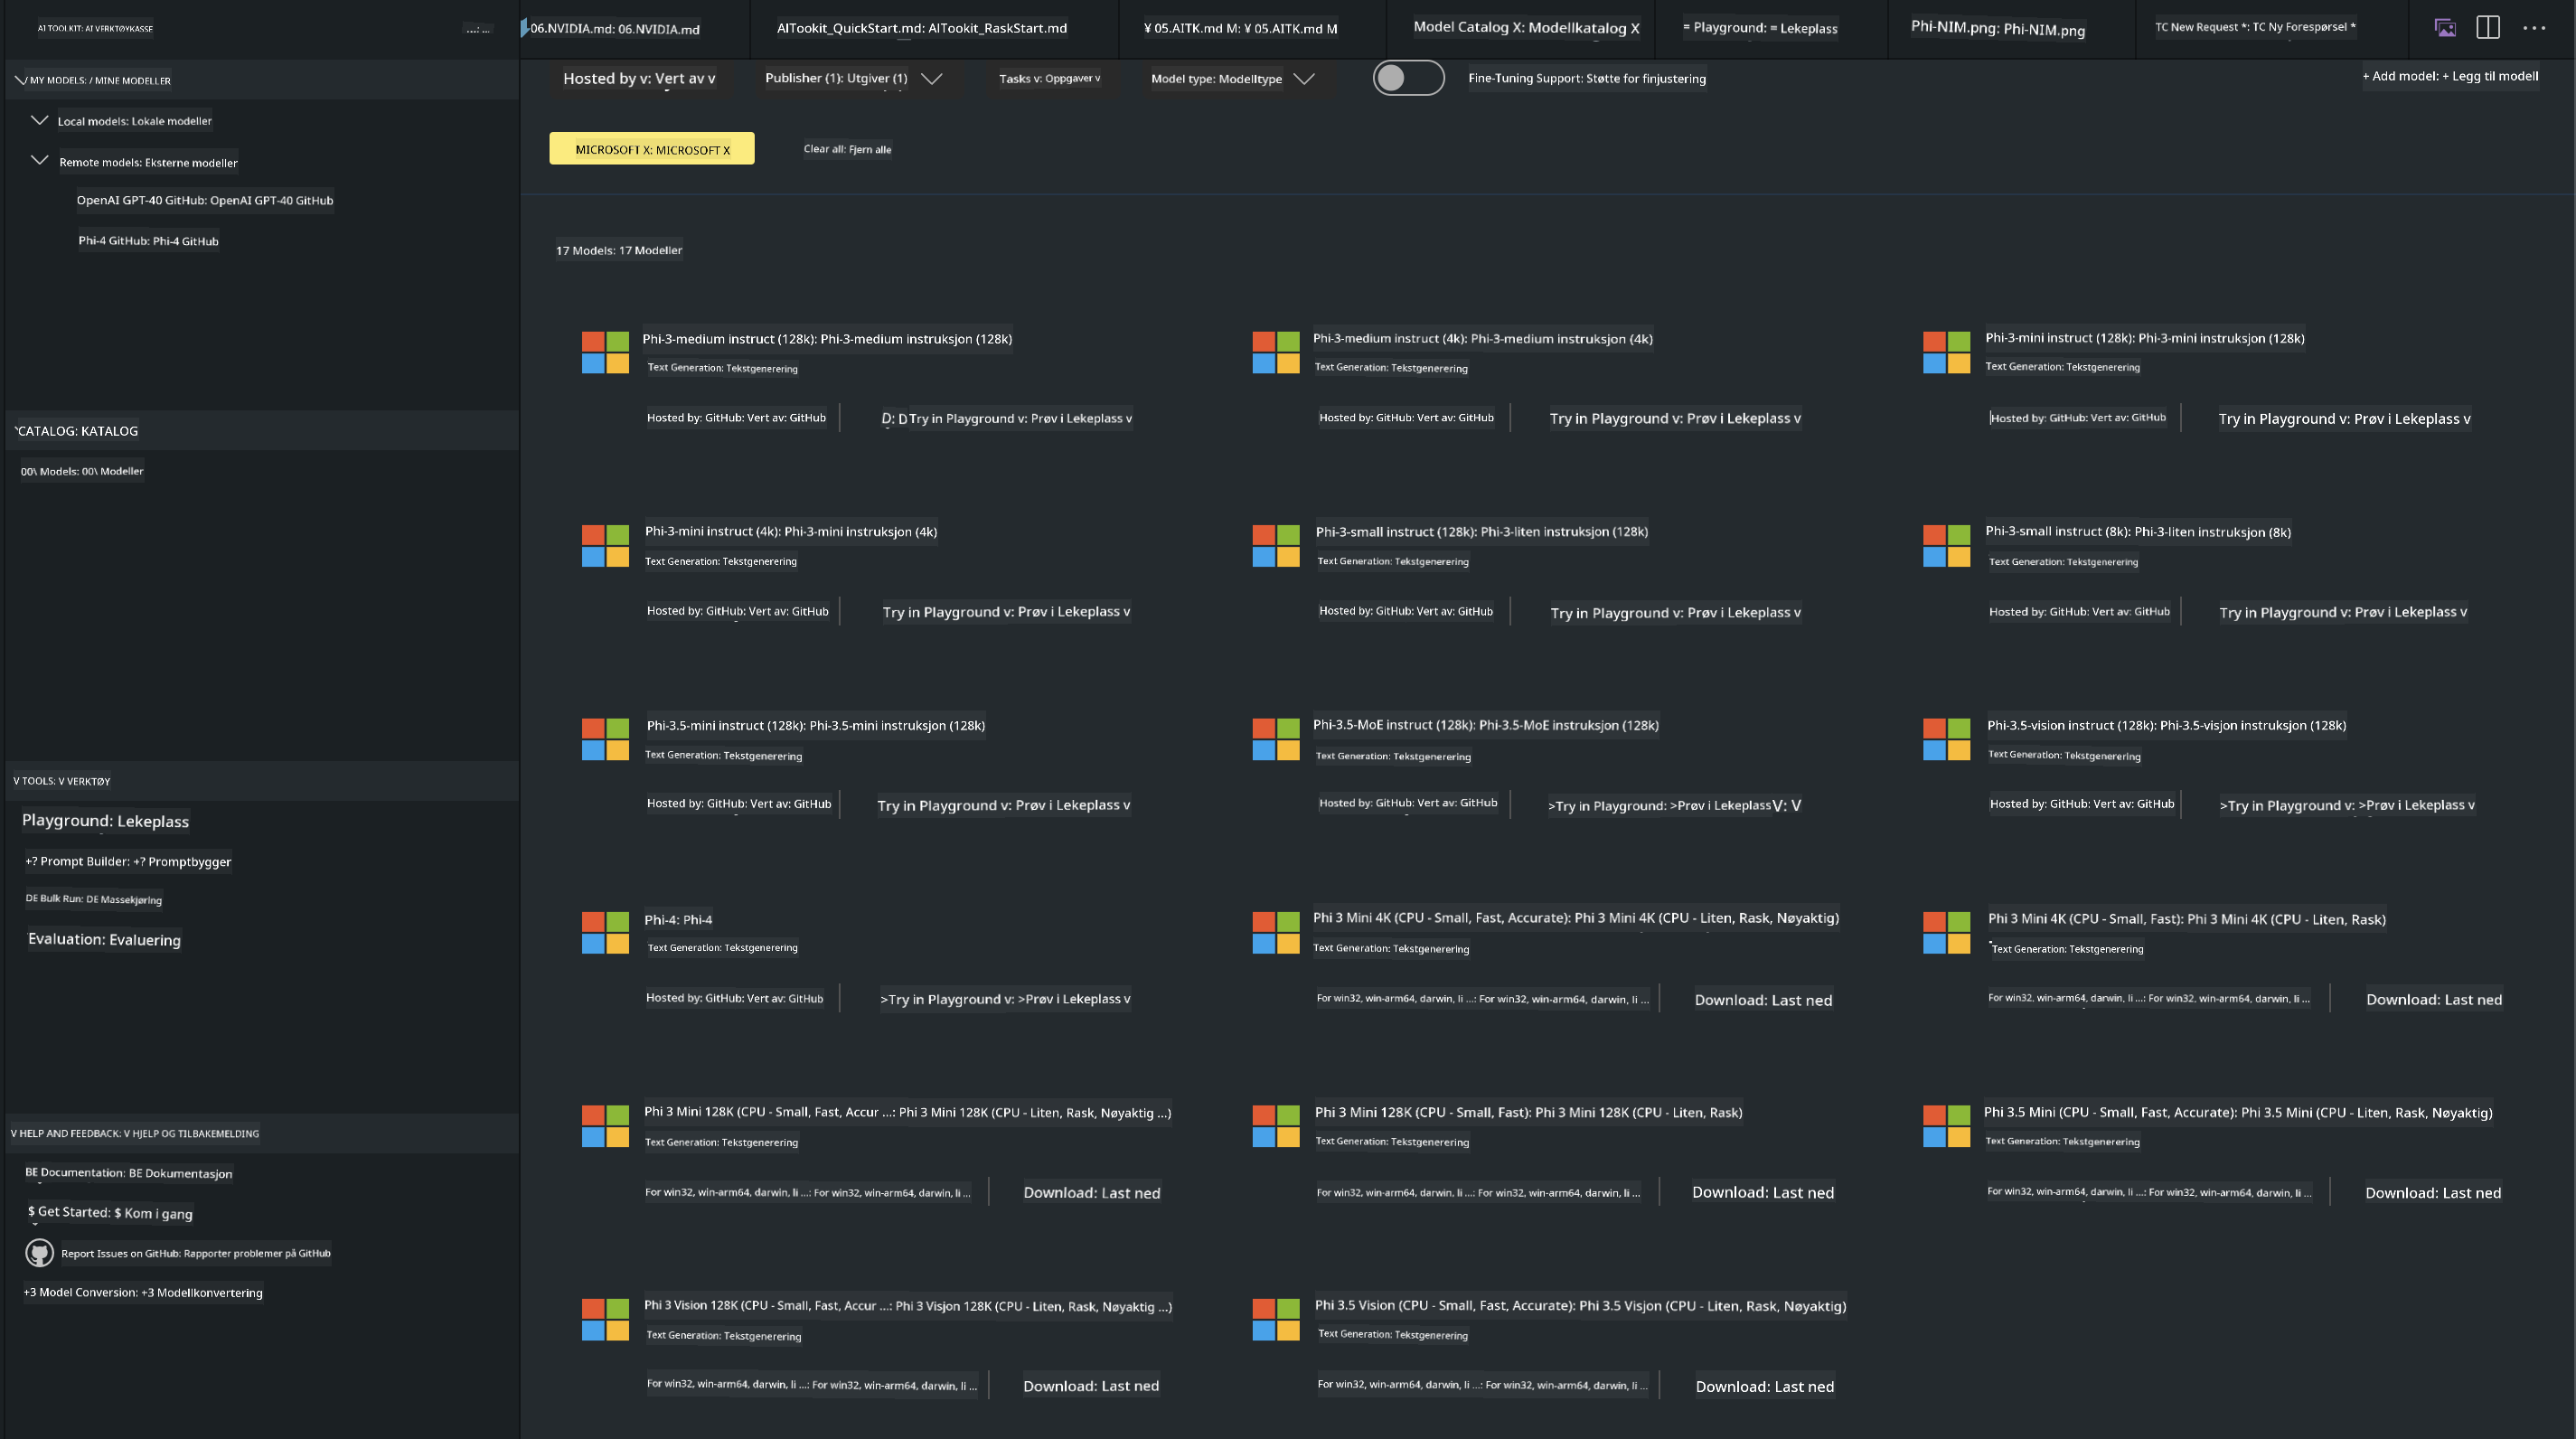 AI TOOLKIT: AI VERKTØYKASSE
06.NVIDIA.md: 06.NVIDIA.md
AITookit_QuickStart.md: AITookit_RaskStart.md
¥ 05.AITK.md M: ¥ 05.AITK.md M
Model Catalog X: Modellkatalog X
= Playground: = Lekeplass
Phi-NIM.png: Phi-NIM.png
TC New Request *: TC Ny Forespørsel *
MY MODELS: / MINE MODELLER
Local models: Lokale modeller
Remote models: Eksterne modeller
OpenAI GPT-40 GitHub: OpenAI GPT-40 GitHub
Phi-4 GitHub: Phi-4 GitHub
CATALOG: KATALOG
00\ Models: 00\ Modeller
V TOOLS: V VERKTØY
Playground: Lekeplass
+? Prompt Builder: +? Promptbygger
DE Bulk Run: DE Massekjøring
Evaluation: Evaluering
V HELP AND FEEDBACK: V HJELP OG TILBAKEMELDING
BE Documentation: BE Dokumentasjon
$ Get Started: $ Kom i gang
Report Issues on GitHub: Rapporter problemer på GitHub
+3 Model Conversion: +3 Modellkonvertering
Hosted by v: Vert av v
Publisher (1): Utgiver (1)
Tasks v: Oppgaver v
Model type: Modelltype
Fine-Tuning Support: Støtte for finjustering
+ Add model: + Legg til modell
MICROSOFT X: MICROSOFT X
Clear all: Fjern alle
17 Models: 17 Modeller
Phi-3-medium instruct (128k): Phi-3-medium instruksjon (128k)
Text Generation: Tekstgenerering
Hosted by: GitHub: Vert av: GitHub
D: D Try in Playground v: Prøv i Lekeplass v
Phi-3-medium instruct (4k): Phi-3-medium instruksjon (4k)
Text Generation: Tekstgenerering
Hosted by: GitHub: Vert av: GitHub
Try in Playground v: Prøv i Lekeplass v
Phi-3-mini instruct (128k): Phi-3-mini instruksjon (128k)
Text Generation: Tekstgenerering
Hosted by: GitHub: Vert av: GitHub
Try in Playground v: Prøv i Lekeplass v
Phi-3-mini instruct (4k): Phi-3-mini instruksjon (4k)
Text Generation: Tekstgenerering
Hosted by: GitHub: Vert av: GitHub
Try in Playground v: Prøv i Lekeplass v
Phi-3-small instruct (128k): Phi-3-liten instruksjon (128k)
Text Generation: Tekstgenerering
Hosted by: GitHub: Vert av: GitHub
Try in Playground v: Prøv i Lekeplass v
Phi-3-small instruct (8k): Phi-3-liten instruksjon (8k)
Text Generation: Tekstgenerering
Hosted by: GitHub: Vert av: GitHub
Try in Playground v: Prøv i Lekeplass v
Phi-3.5-mini instruct (128k): Phi-3.5-mini instruksjon (128k)
Text Generation: Tekstgenerering
Hosted by: GitHub: Vert av: GitHub
Try in Playground v: Prøv i Lekeplass v
Phi-3.5-MoE instruct (128k): Phi-3.5-MoE instruksjon (128k)
Text Generation: Tekstgenerering
Hosted by: GitHub: Vert av: GitHub
>Try in Playground: >Prøv i Lekeplass V: V
Phi-3.5-vision instruct (128k): Phi-3.5-visjon instruksjon (128k)
Text Generation: Tekstgenerering
Hosted by: GitHub: Vert av: GitHub
>Try in Playground v: >Prøv i Lekeplass v
Phi-4: Phi-4
Text Generation: Tekstgenerering
Hosted by: GitHub: Vert av: GitHub
>Try in Playground v: >Prøv i Lekeplass v
Phi 3 Mini 4K (CPU - Small, Fast, Accurate): Phi 3 Mini 4K (CPU - Liten, Rask, Nøyaktig)
Text Generation: Tekstgenerering
For win32, win-arm64, darwin, li ...: For win32, win-arm64, darwin, li ...
Download: Last ned
Phi 3 Mini 4K (CPU - Small, Fast): Phi 3 Mini 4K (CPU - Liten, Rask)
Text Generation: Tekstgenerering
For win32, win-arm64, darwin, li ...: For win32, win-arm64, darwin, li ...
Download: Last ned
Phi 3 Mini 128K (CPU - Small, Fast, Accur ...: Phi 3 Mini 128K (CPU - Liten, Rask, Nøyaktig ...)
Text Generation: Tekstgenerering
For win32, win-arm64, darwin, li ...: For win32, win-arm64, darwin, li ...
Download: Last ned
Phi 3 Mini 128K (CPU - Small, Fast): Phi 3 Mini 128K (CPU - Liten, Rask)
Text Generation: Tekstgenerering
For win32, win-arm64, darwin, li ...: For win32, win-arm64, darwin, li ...
Download: Last ned
Phi 3.5 Mini (CPU - Small, Fast, Accurate): Phi 3.5 Mini (CPU - Liten, Rask, Nøyaktig)
Text Generation: Tekstgenerering
For win32, win-arm64, darwin, li ...: For win32, win-arm64, darwin, li ...
Download: Last ned
Phi 3 Vision 128K (CPU - Small, Fast, Accur ...: Phi 3 Visjon 128K (CPU - Liten, Rask, Nøyaktig ...)
Text Generation: Tekstgenerering
For win32, win-arm64, darwin, li ...: For win32, win-arm64, darwin, li ...
Download: Last ned
Phi 3.5 Vision (CPU - Small, Fast, Accurate): Phi 3.5 Visjon (CPU - Liten, Rask, Nøyaktig)
Text Generation: Tekstgenerering
For win32, win-arm64, darwin, li ...: For win32, win-arm64, darwin, li ...
Download: Last ned